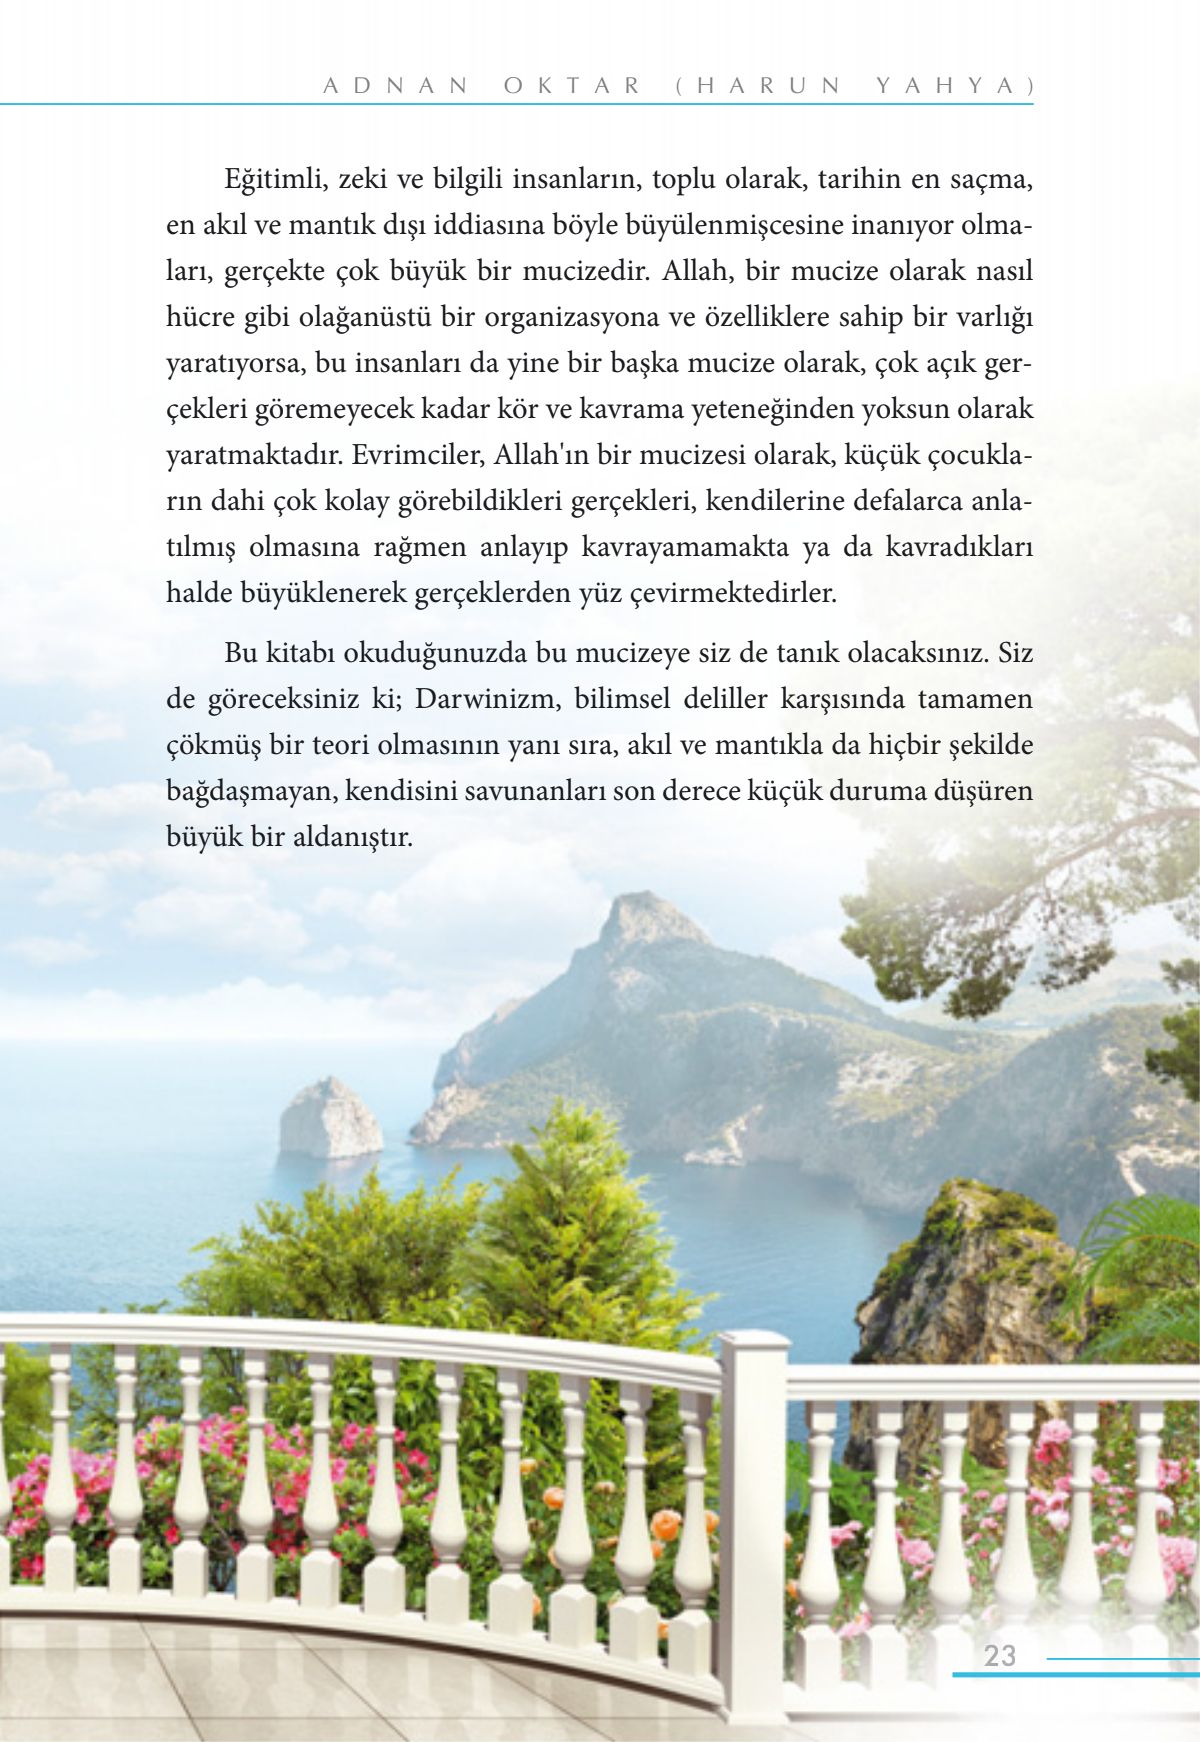 ADNAN OKTAR (HARUN YAHYA)
Eğitimli, zeki ve bilgili insanların, toplu olarak, tarihin en saçma,
en akıl ve mantık dışı iddiasına böyle büyülenmişcesine inanıyor olma-
ları, gerçekte çok büyük bir mucizedir. Allah, bir mucize olarak nasıl
hücre gibi olağanüstü bir organizasyona ve özelliklere sahip bir varlığı
yaratıyorsa, bu insanları da yine bir başka mucize olarak, çok açık ger-
çekleri göremeyecek kadar kör ve kavrama yeteneğinden yoksun olarak
yaratmaktadır. Evrimciler, Allah'ın bir mucizesi olarak, küçük çocukla-
rın dahi çok kolay görebildikleri gerçekleri, kendilerine defalarca anla-
tılmış olmasına rağmen anlayıp kavrayamamakta ya da kavradıkları
halde büyüklenerek gerçeklerden yüz çevirmektedirler.
Bu kitabı okuduğunuzda bu mucizeye siz de tanık olacaksınız. Siz
de göreceksiniz ki; Darwinizm, bilimsel deliller karşısında tamamen
çökmüş bir teori olmasının yanı sıra, akıl ve mantıkla da hiçbir şekilde
bağdaşmayan, kendisini savunanları son derece küçük duruma düşüren
büyük bir aldanıştır.
23